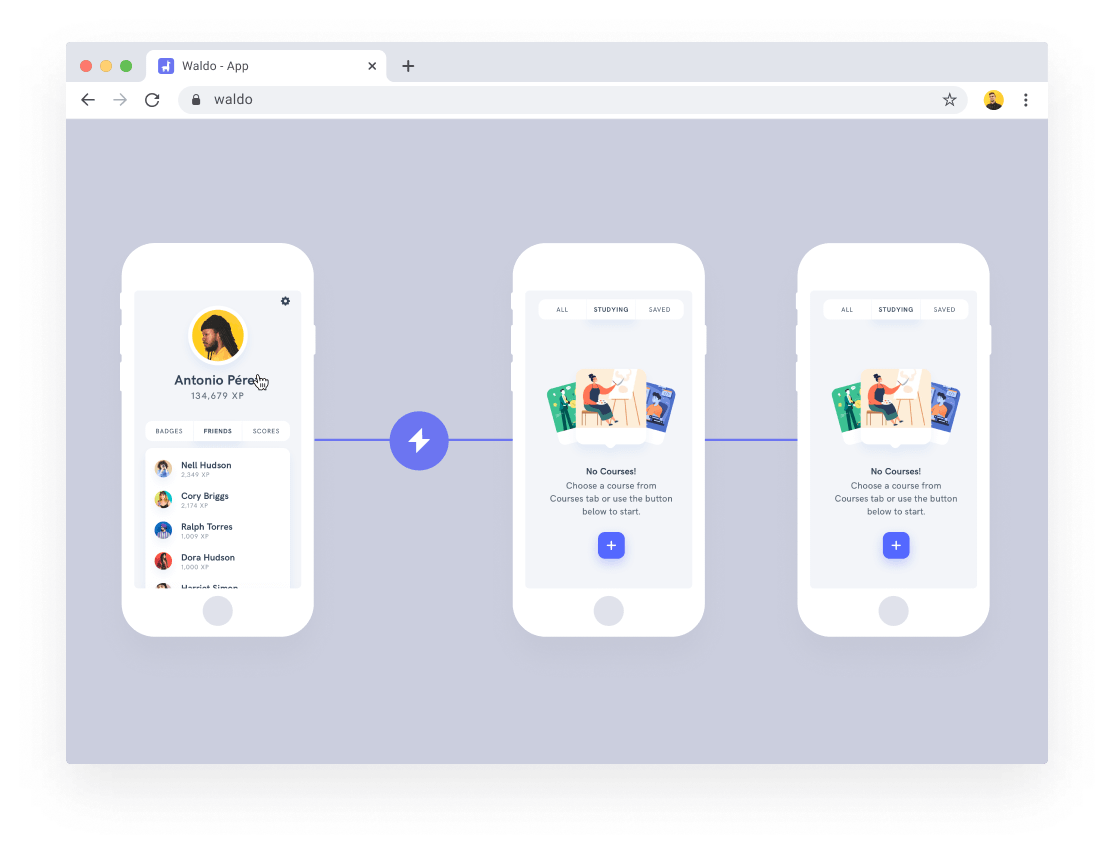 Waldo - App
waldo
Antonio Pére
134,679 XP
BADGES FRIENDS SCORES
Nell Hudson
2,349 XP
Cory Briggs
2,174 XP
Ralph Torres
1,009 XP
Dora Hudson
1,000 XP
Harriet Simon
ALL STUDYING SAVED
No Courses!
Choose a course from
Courses tab or use the button
below to start.
+
ALL STUDYING SAVED
No Courses!
Choose a course from
Courses tab or use the button
below to start.
+